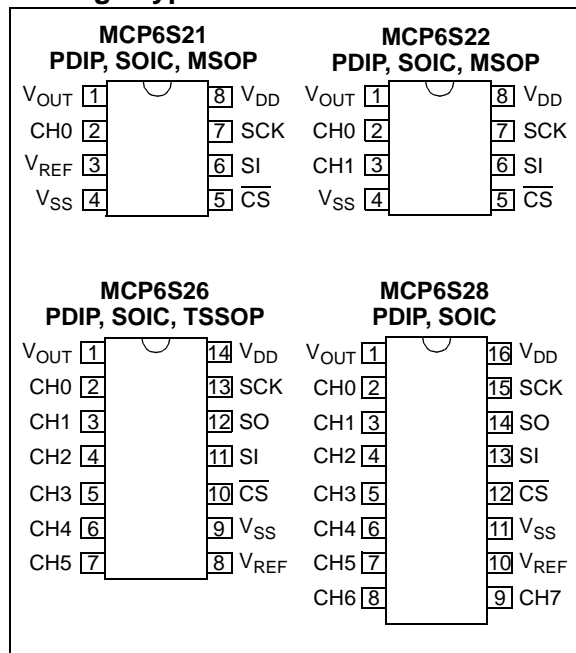 MCP6S21
PDIP, SOIC, MSOP
VOUT 1 8 VDD
CH0 2 7 SCK
VREF 3 6 SI
VSS 4 5 CS
MCP6S22
PDIP, SOIC, MSOP
VOUT 1 8 VDD
CH0 2 7 SCK
CH1 3 6 SI
VSS 4 5 CS
MCP6S26
PDIP, SOIC, TSSOP
VOUT 1 14 VDD
CH0 2 13 SCK
CH1 3 12 SO
CH2 4 11 SI
CH3 5 10 CS
CH4 6 9 VSS
CH5 7 8 VREF
MCP6S28
PDIP, SOIC
VOUT 1 16 VDD
CH0 2 15 SCK
CH1 3 14 SO
CH2 4 13 SI
CH3 5 12 CS
CH4 6 11 VSS
CH5 7 10 VREF
CH6 8 9 CH7